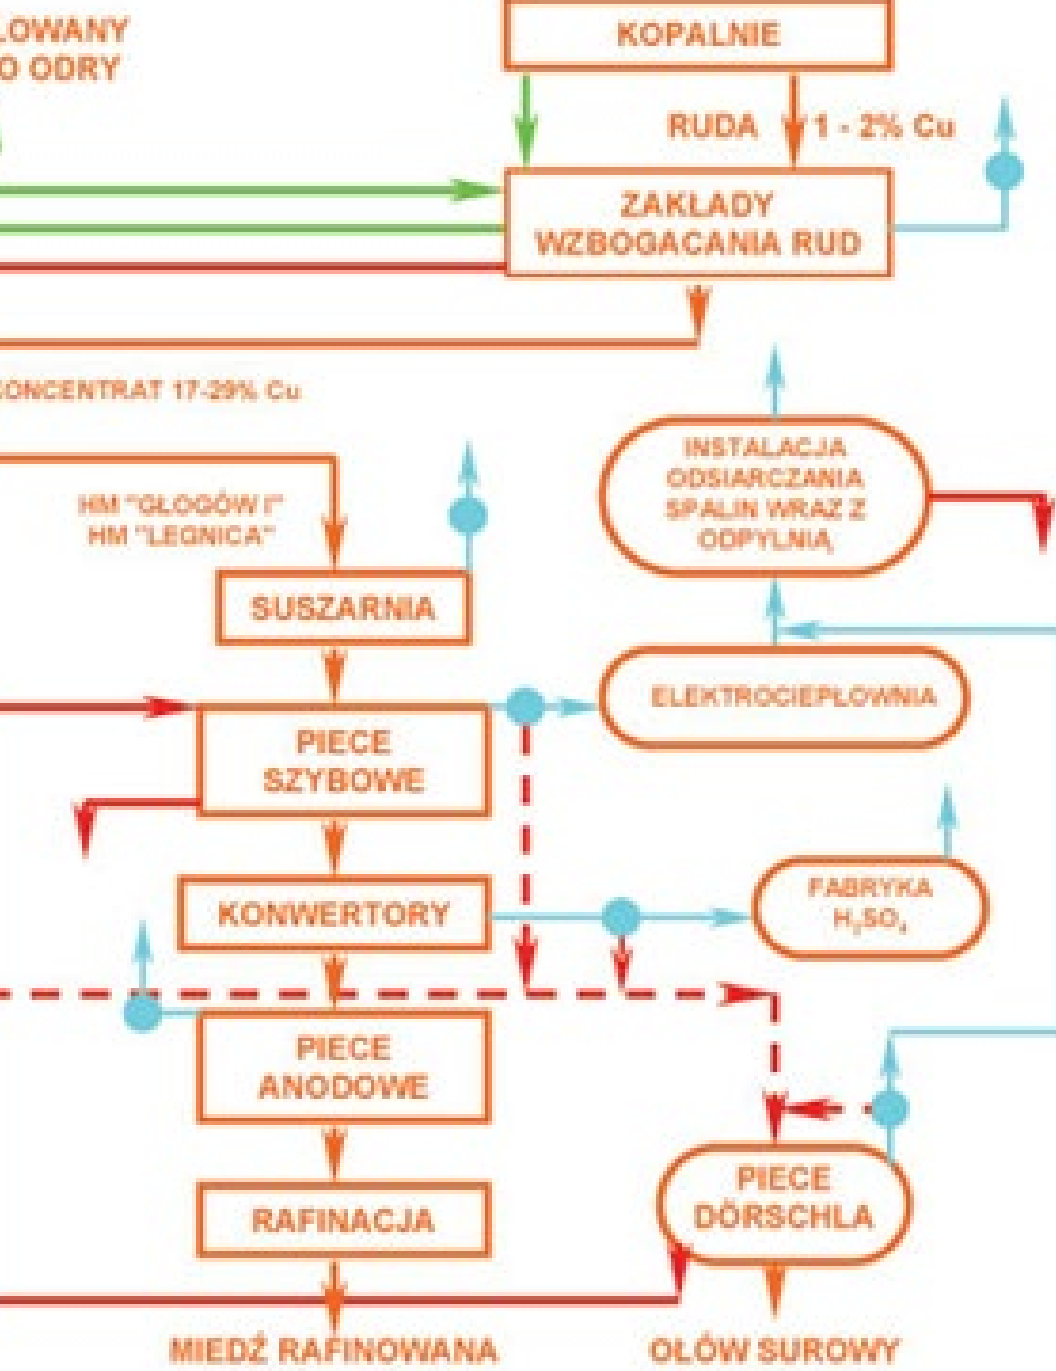 LOWANY
O ODRY
KOPALNIE
RUDA 1 - 2% Cu
ZAKŁADY
WZBOGACANIA RUD
KONCENTRAT 17-29% Cu
INSTALACJA
ODSIARCZANIA
SPALIN WRAZ Z
ODPYLNIĄ
HM "GŁOGÓW I"
HM "LEGNICA"
SUSZARNIA
ELEKTROCIEPŁOWNIA
PIECE
SZYBOWE
FABRYKA
H₂SO₄
KONWERTORY
PIECE
ANODOWE
PIECE
DÖRSCHLA
RAFINACJA
MIEDŹ RAFINOWANA
OŁÓW SUROWY